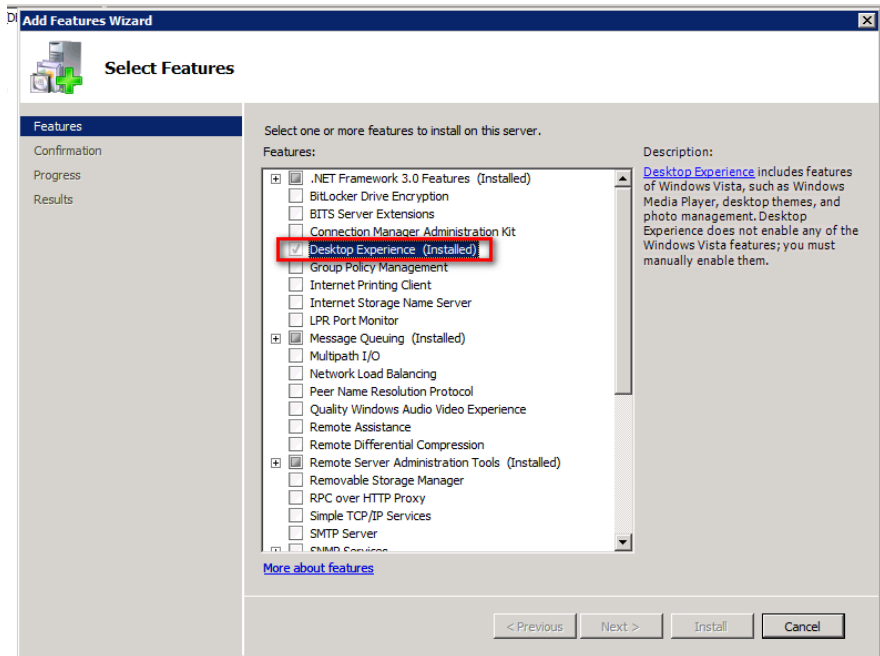 Add Features Wizard
Select Features
Features
Confirmation
Progress
Results
Select one or more features to install on this server.
Features:
.NET Framework 3.0 Features (Installed)
BitLocker Drive Encryption
BITS Server Extensions
Connection Manager Administration Kit
Desktop Experience (Installed)
Group Policy Management
Internet Printing Client
Internet Storage Name Server
LPR Port Monitor
Message Queuing (Installed)
Multipath I/O
Network Load Balancing
Peer Name Resolution Protocol
Quality Windows Audio Video Experience
Remote Assistance
Remote Differential Compression
Remote Server Administration Tools (Installed)
Removable Storage Manager
RPC over HTTP Proxy
Simple TCP/IP Services
SMTP Server
SNMP Services
More about features
Description:
Desktop Experience includes features
of Windows Vista, such as Windows
Media Player, desktop themes, and
photo management. Desktop
Experience does not enable any of the
Windows Vista features; you must
manually enable them.
< Previous
Next >
Install
Cancel